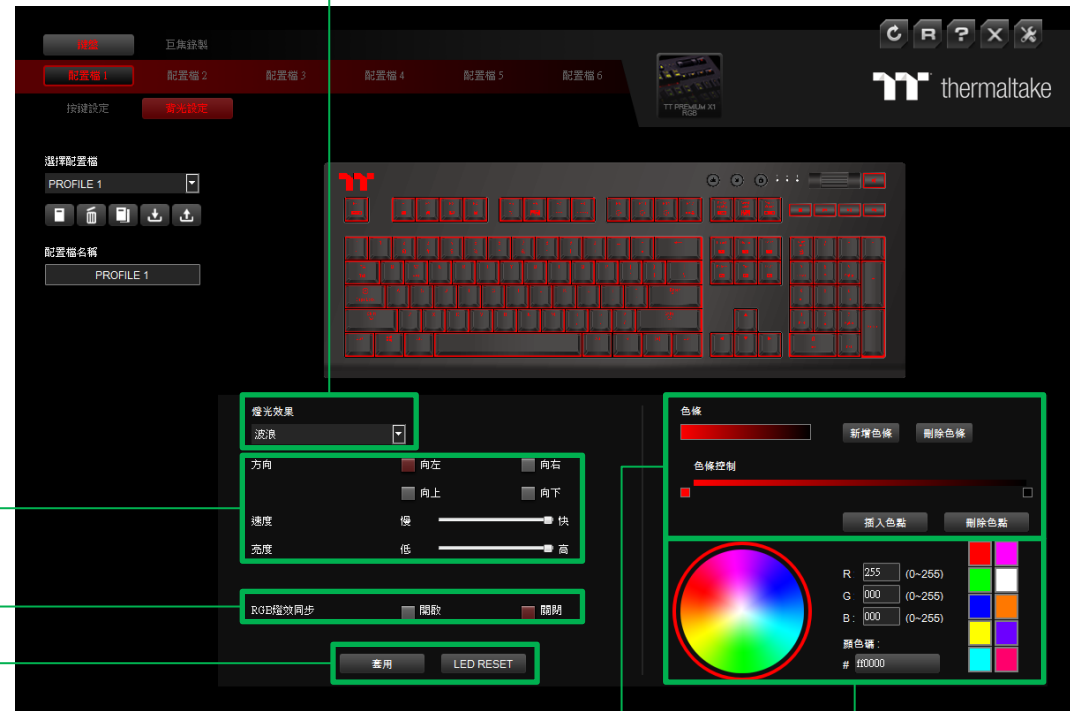 鍵盤 巨集錄製
thermaltake
配置檔 1 配置檔 2 配置檔 3 配置檔 4 配置檔 5 配置檔 6
TT PREMIUM X1
RGB
按鍵設定 背光設定
選擇配置檔
PROFILE 1
配置檔名稱
PROFILE 1
燈光效果
波浪
方向 向左 向右
向上 向下
速度 慢 快
亮度 低 高
RGB燈效同步 開啟 關閉
套用 LED RESET
色條
新增色條 刪除色條
色條控制
插入色點 刪除色點
R 255 (0~255)
G 000 (0~255)
B : 000 (0~255)
顏色碼 :
# ff0000